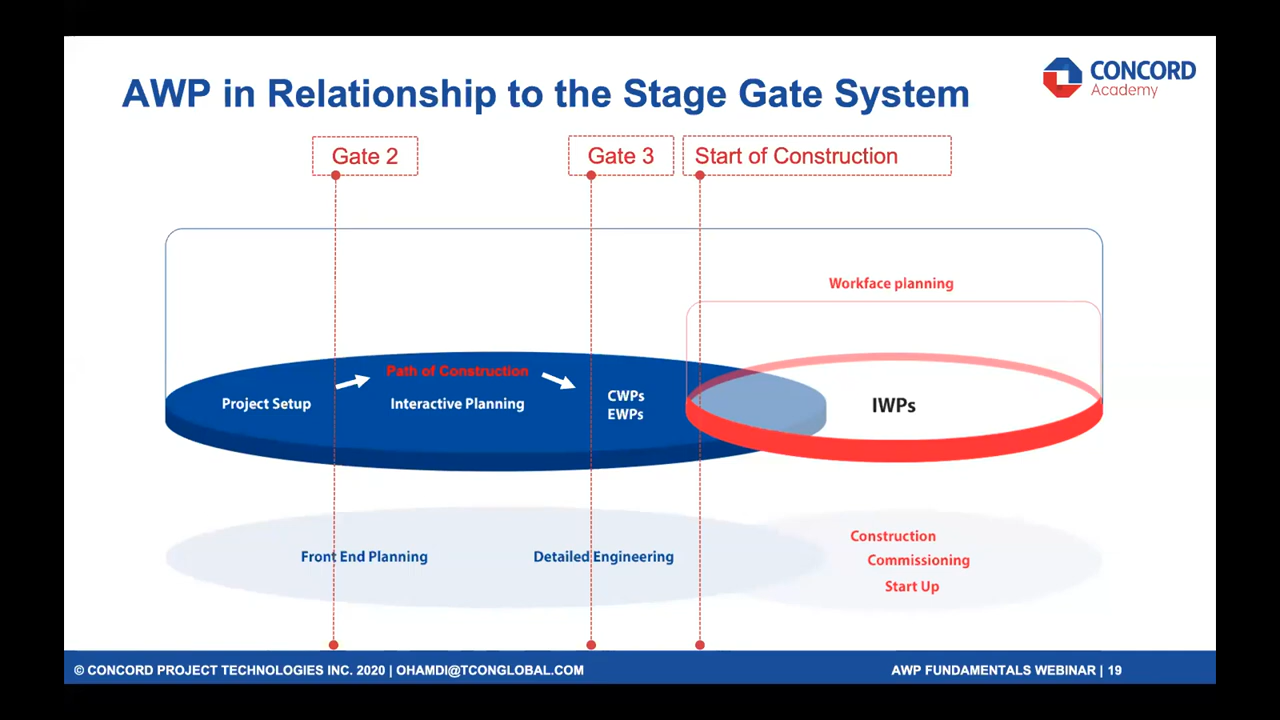 AWP in Relationship to the Stage Gate System
CONCORD
Academy
Gate 2
Gate 3
Start of Construction
Workface planning
Path of Construction
Project Setup
Interactive Planning
CWPs
EWPs
IWPs
Front End Planning
Detailed Engineering
Construction
Commissioning
Start Up
© CONCORD PROJECT TECHNOLOGIES INC. 2020 | OHAMDI@TCONGLOBAL.COM
AWP FUNDAMENTALS WEBINAR | 19